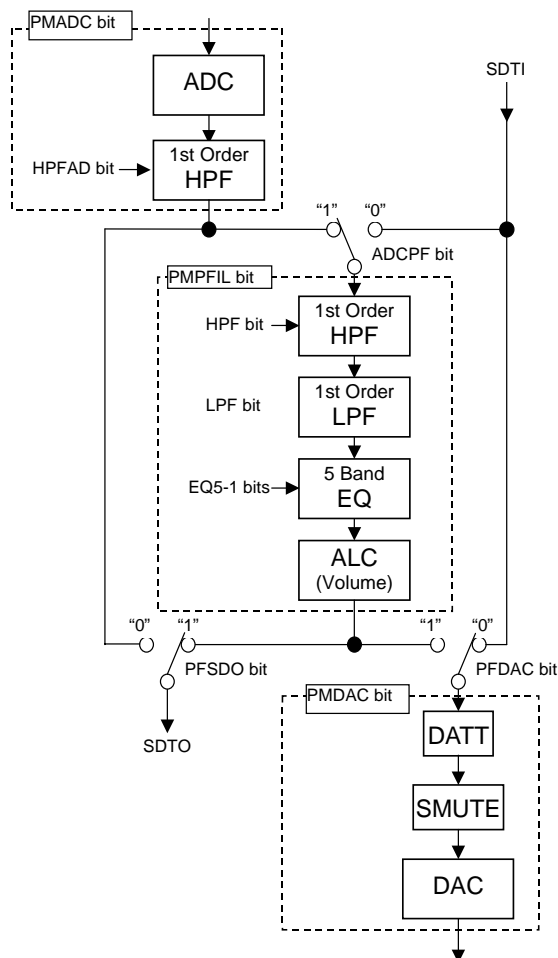 PMADC bit
ADC
SDTI
HPFAD bit
1st Order
HPF
“1”
“0”
ADCPF bit
PMPFIL bit
HPF bit
1st Order
HPF
LPF bit
1st Order
LPF
EQ5-1 bits
5 Band
EQ
ALC
(Volume)
“0”
“1”
“1”
“0”
PFSDO bit
PFDAC bit
SDTO
PMDAC bit
DATT
SMUTE
DAC